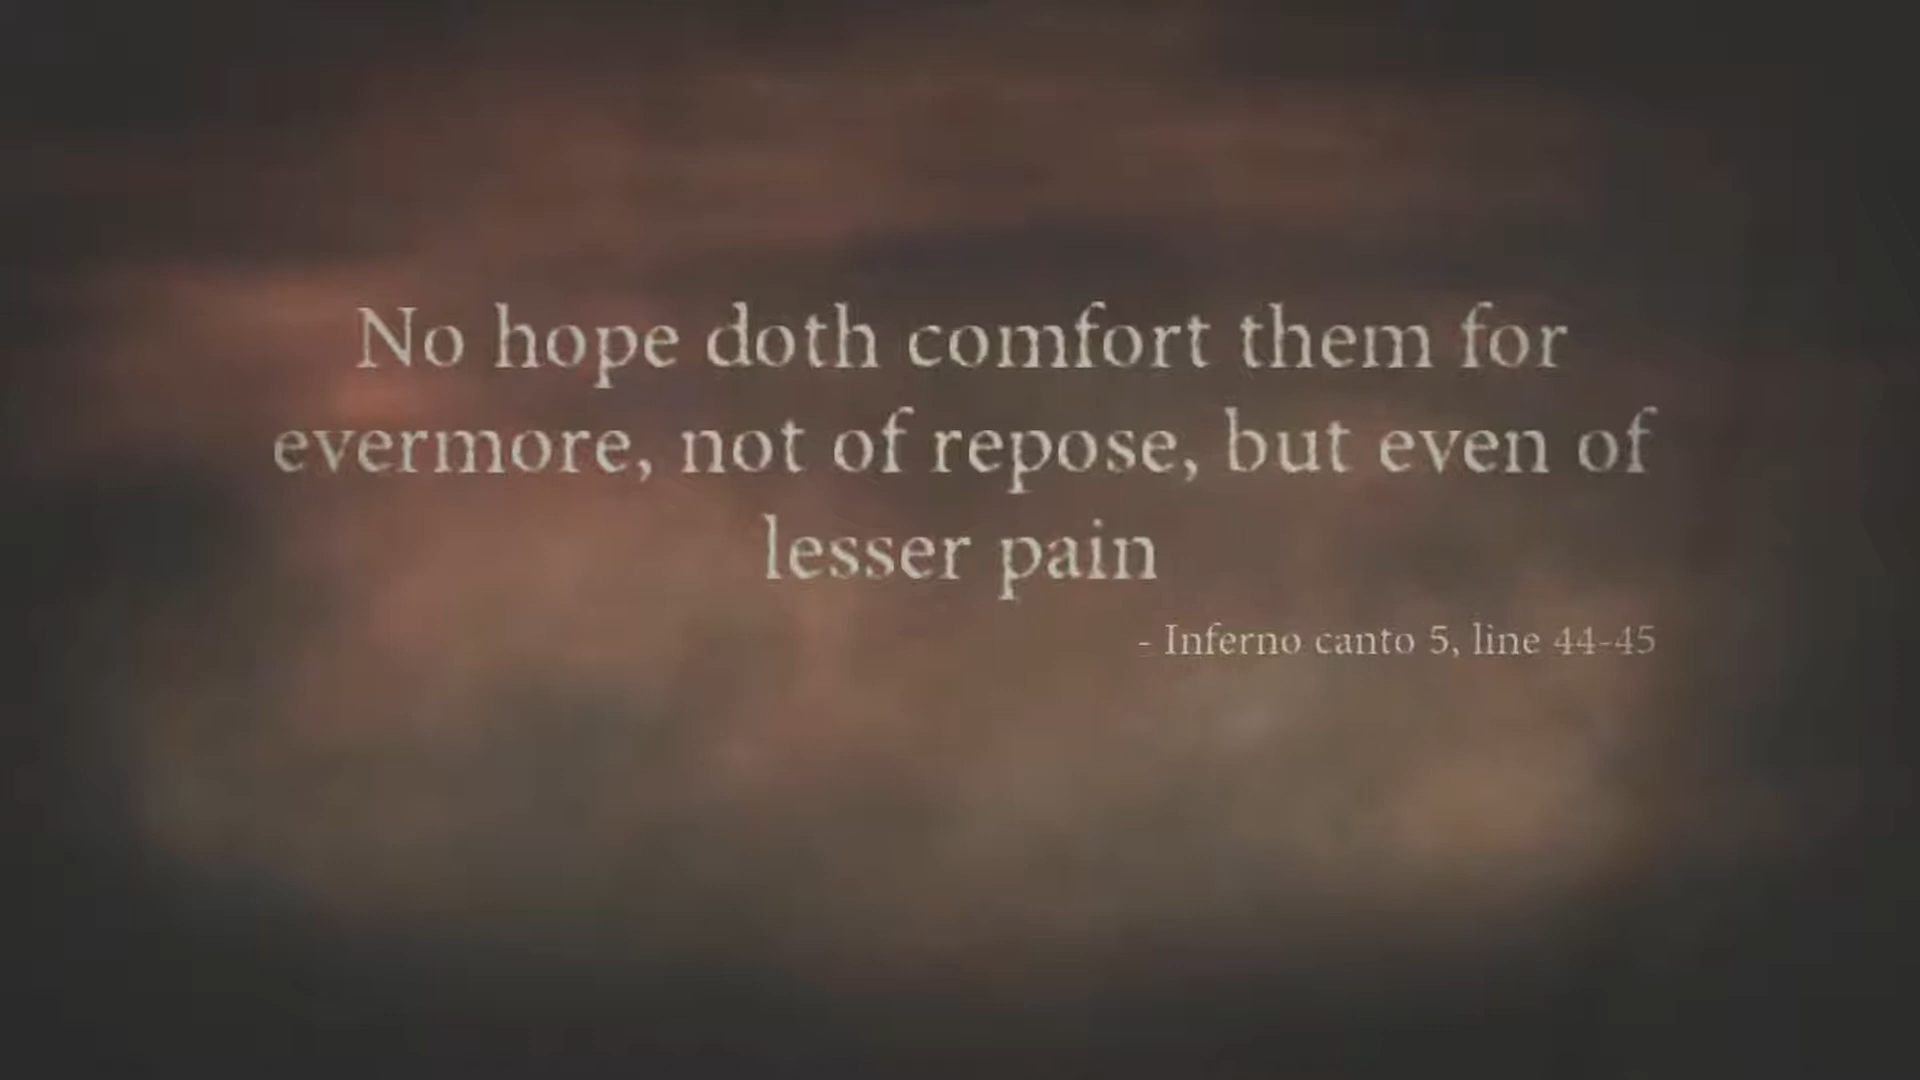 No hope doth comfort them for
evermore, not of repose, but even of
lesser pain
- Inferno canto 5, line 44-45